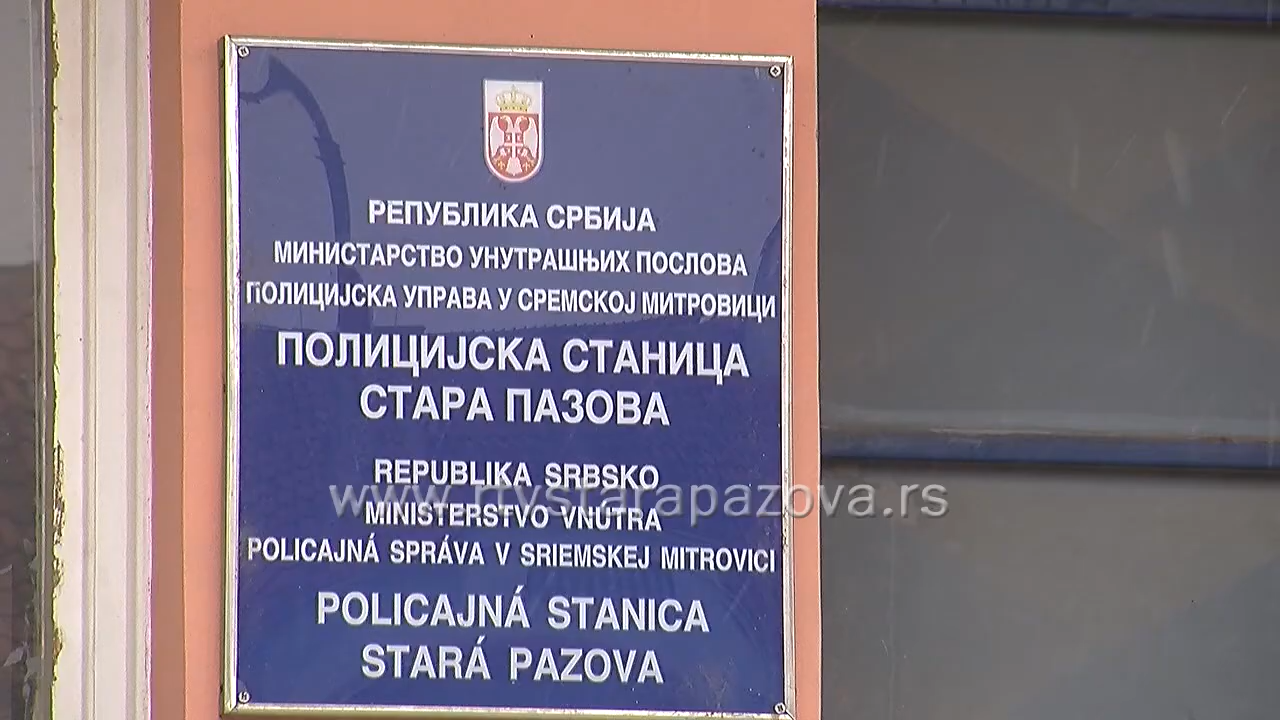 РЕПУБЛИКА СРБИЈА
МИНИСТАРСТВО УНУТРАШЊИХ ПОСЛОВА
ПОЛИЦИЈСКА УПРАВА У СРЕМСКОЈ МИТРОВИЦИ
ПОЛИЦИЈСКА СТАНИЦА
СТАРА ПАЗОВА
REPUBLIKA SRBSKO
www.rtvstarapazova.rs
MINISTERSTVO VNÚTRA
POLICAJNÁ SPRÁVA V SRIEMSKEJ MITROVICI
POLICAJNÁ STANICA
STARÁ PAZOVA